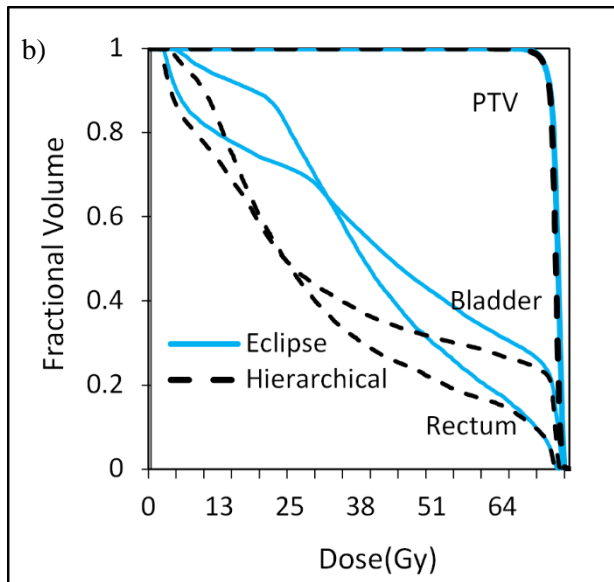 b)
1
0.8
0.6
0.4
0.2
0
Fractional Volume
PTV
Bladder
Eclipse
Hierarchical
Rectum
0 13 25 38 51 64
Dose(Gy)